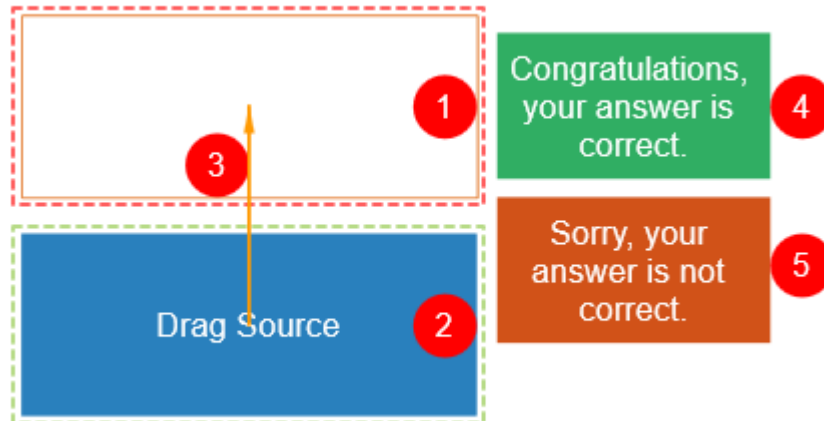 1
3
Drag Source
2
Congratulations,
your answer is
correct.
4
Sorry, your
answer is not
correct.
5